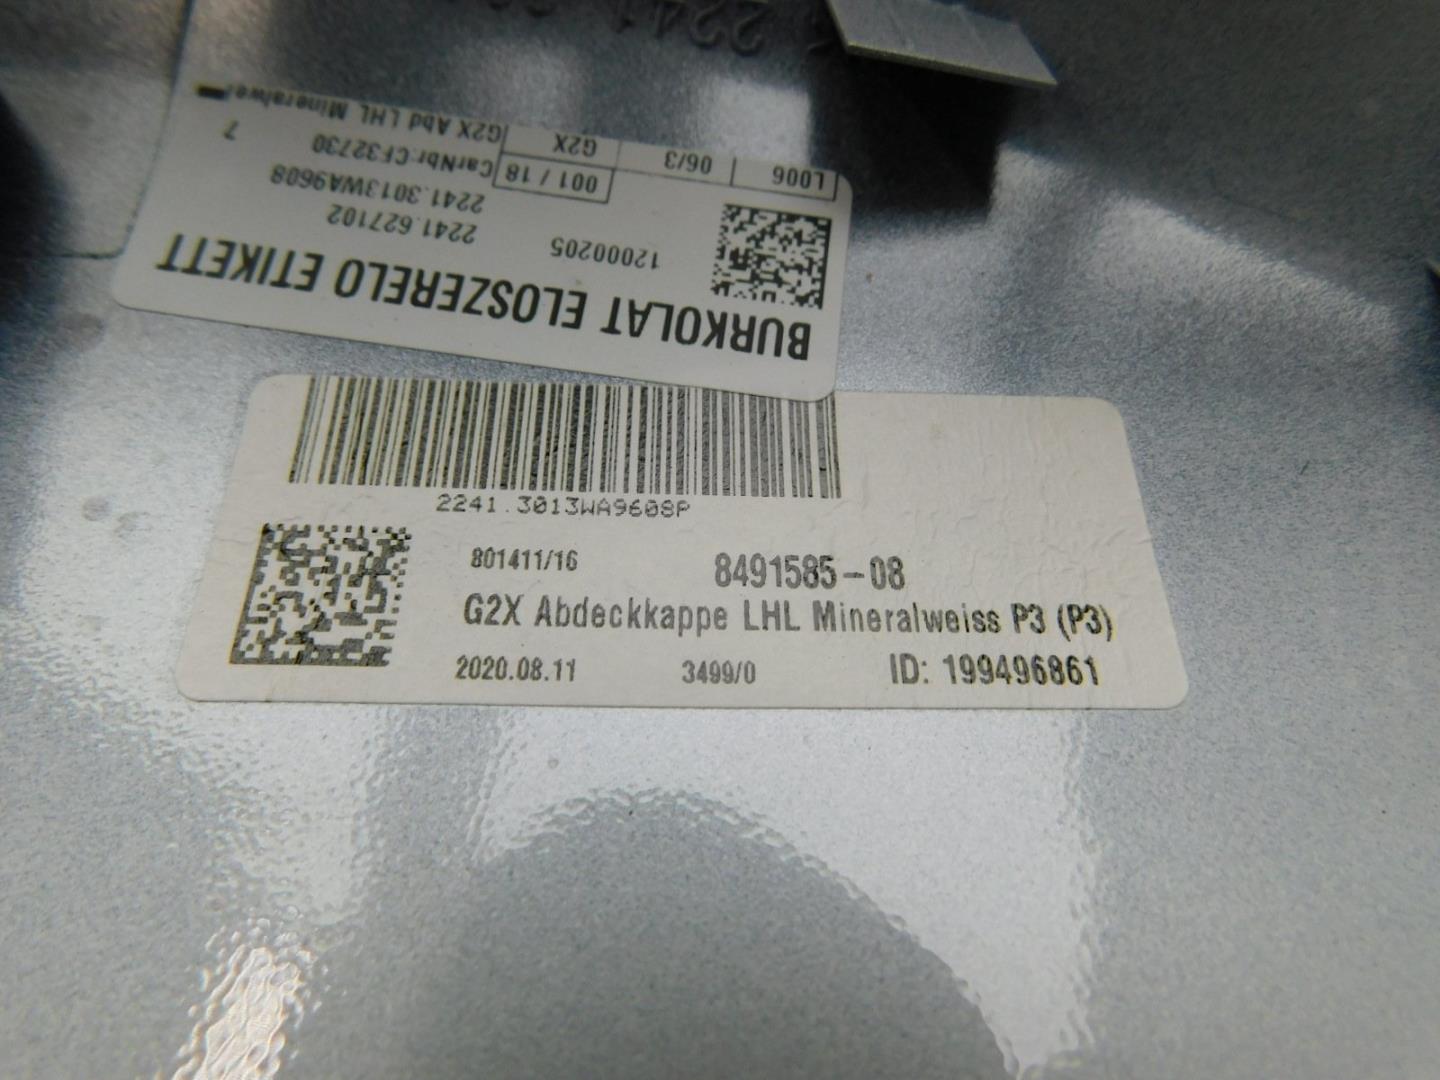 BURKOLAT ELOSZERELO ETIKETT
12000205
2241.627102
2241.3013WA9608
001 / 18
CarNbr:CF32730
7
L006
06/3
G2X
G2X Abd LHL
2241.3013WA9608P
801411/16
8491585-08
G2X Abdeckkappe LHL Mineralweiss P3 (P3)
2020.08.11
3499/0
ID: 199496861